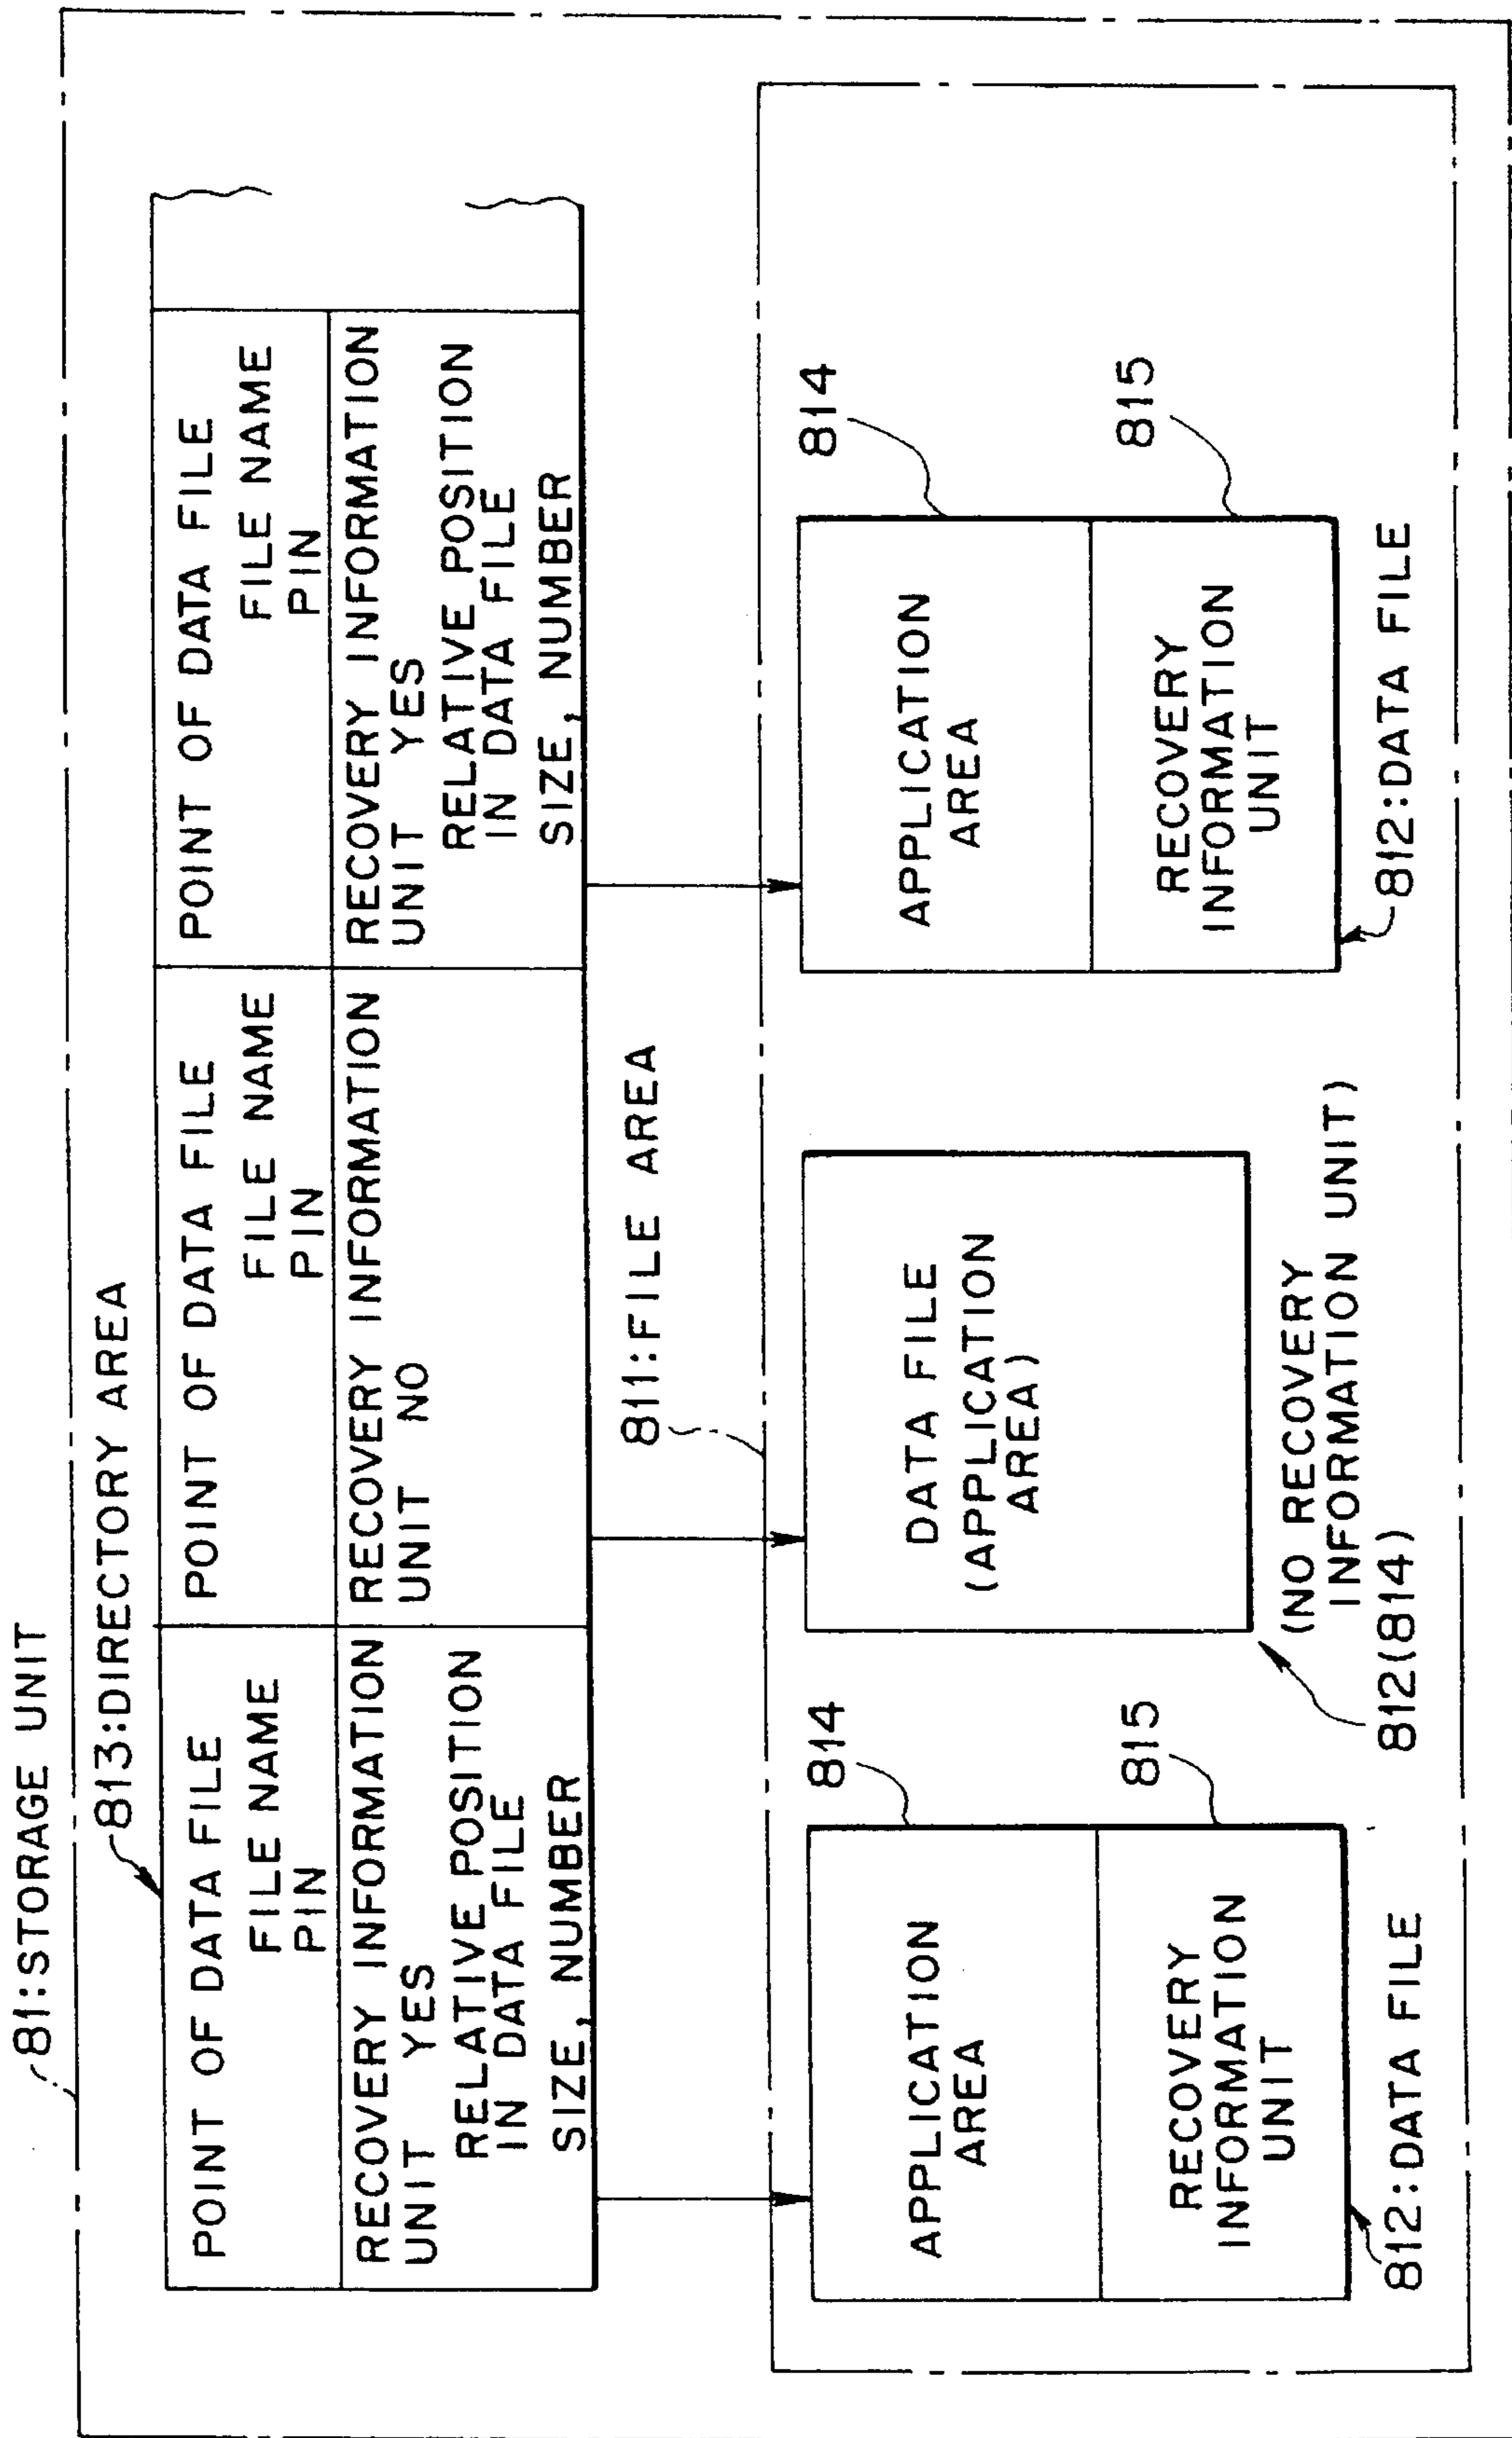 81:STORAGE UNIT
813:DIRECTORY AREA
POINT OF DATA FILE
FILE NAME
PIN
RECOVERY INFORMATION
UNIT YES
RELATIVE POSITION
IN DATA FILE
SIZE, NUMBER
POINT OF DATA FILE
FILE NAME
PIN
RECOVERY INFORMATION
UNIT NO
POINT OF DATA FILE
FILE NAME
PIN
RECOVERY INFORMATION
UNIT YES
RELATIVE POSITION
IN DATA FILE
SIZE, NUMBER
811:FILE AREA
814
APPLICATION
AREA
815
RECOVERY
INFORMATION
UNIT
812:DATA FILE
DATA FILE
(APPLICATION
AREA)
(NO RECOVERY
INFORMATION UNIT)
812(814)
814
APPLICATION
AREA
815
RECOVERY
INFORMATION
UNIT
812:DATA FILE